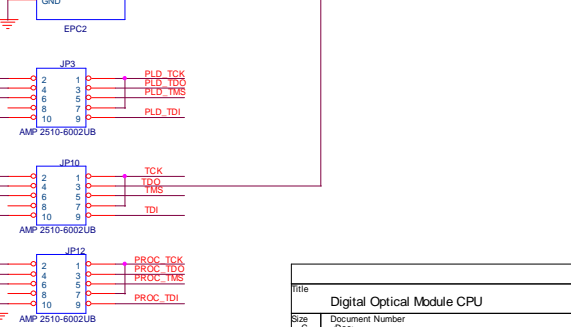 GND
EPC2
JP3
2 1 PLD_TCK
4 3 PLD_TDO
6 5 PLD_TMS
8 7
10 9 PLD_TDI
AMP 2510-6002UB
JP10
2 1 TCK
4 3 TDO
6 5 TMS
8 7
10 9 TDI
AMP 2510-6002UB
JP12
2 1 PROC_TCK
4 3 PROC_TDO
6 5 PROC_TMS
8 7
10 9 PROC_TDI
AMP 2510-6002UB
Title
Digital Optical Module CPU
Size Document Number